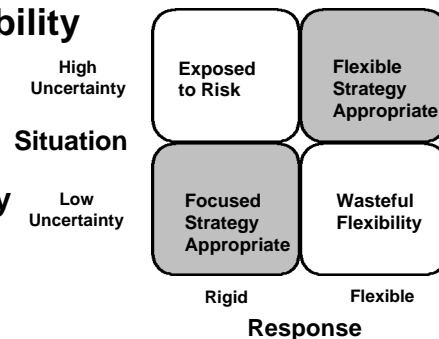 bility
High
Uncertainty
Exposed
to Risk
Flexible
Strategy
Appropriate
Situation
y
Low
Uncertainty
Focused
Strategy
Appropriate
Wasteful
Flexibility
Rigid
Flexible
Response